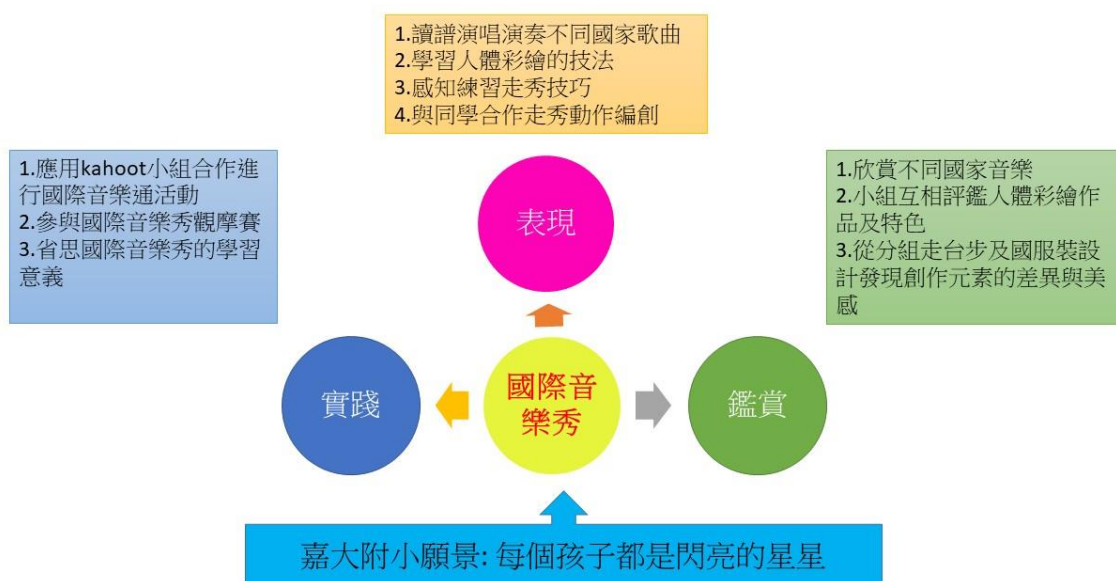 1.讀譜演唱演奏不同國家歌曲
2.學習人體彩繪的技法
3.感知練習走秀技巧
4.與同學合作走秀動作編創
1.應用kahoot小組合作進
行國際音樂通活動
2.參與國際音樂秀觀摩賽
3.省思國際音樂秀的學習
意義
1.欣賞不同國家音樂
2.小組互相評鑑人體彩繪作
品及特色
3.從分組走台步及國服裝設
計發現創作元素的差異與美
感
表現
實踐
國際音
樂秀
鑑賞
嘉大附小願景: 每個孩子都是閃亮的星星